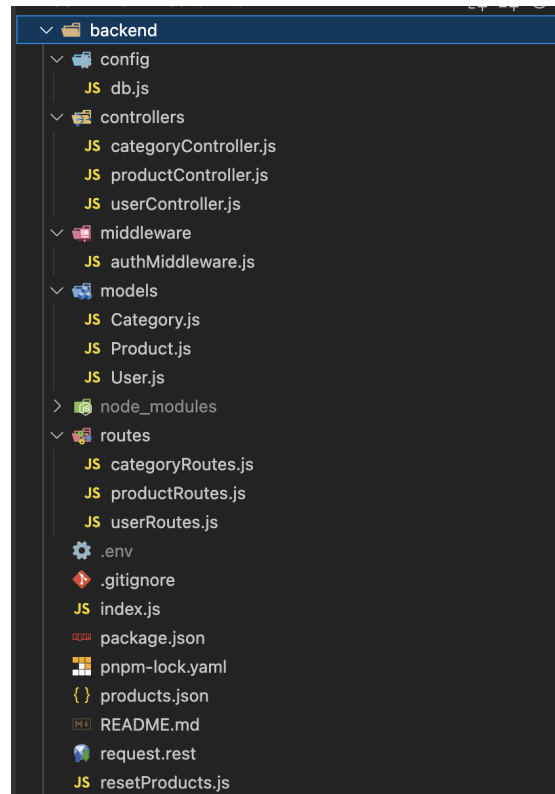 backend
config
JS db.js
controllers
JS categoryController.js
JS productController.js
JS userController.js
middleware
JS authMiddleware.js
models
JS Category.js
JS Product.js
JS User.js
node_modules
routes
JS categoryRoutes.js
JS productRoutes.js
JS userRoutes.js
.env
.gitignore
JS index.js
package.json
pnpm-lock.yaml
{ } products.json
README.md
request.rest
JS resetProducts.js